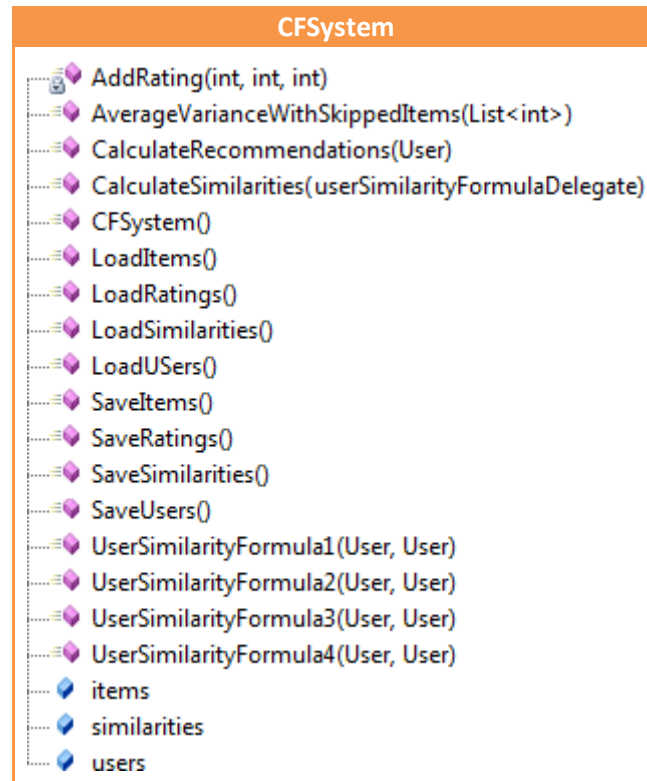 CFSystem
AddRating(int, int, int)
AverageVarianceWithSkippedItems(List<int>)
CalculateRecommendations(User)
CalculateSimilarities(userSimilarityFormulaDelegate)
CFSystem()
LoadItems()
LoadRatings()
LoadSimilarities()
LoadUSers()
SaveItems()
SaveRatings()
SaveSimilarities()
SaveUsers()
UserSimilarityFormula1(User, User)
UserSimilarityFormula2(User, User)
UserSimilarityFormula3(User, User)
UserSimilarityFormula4(User, User)
items
similarities
users